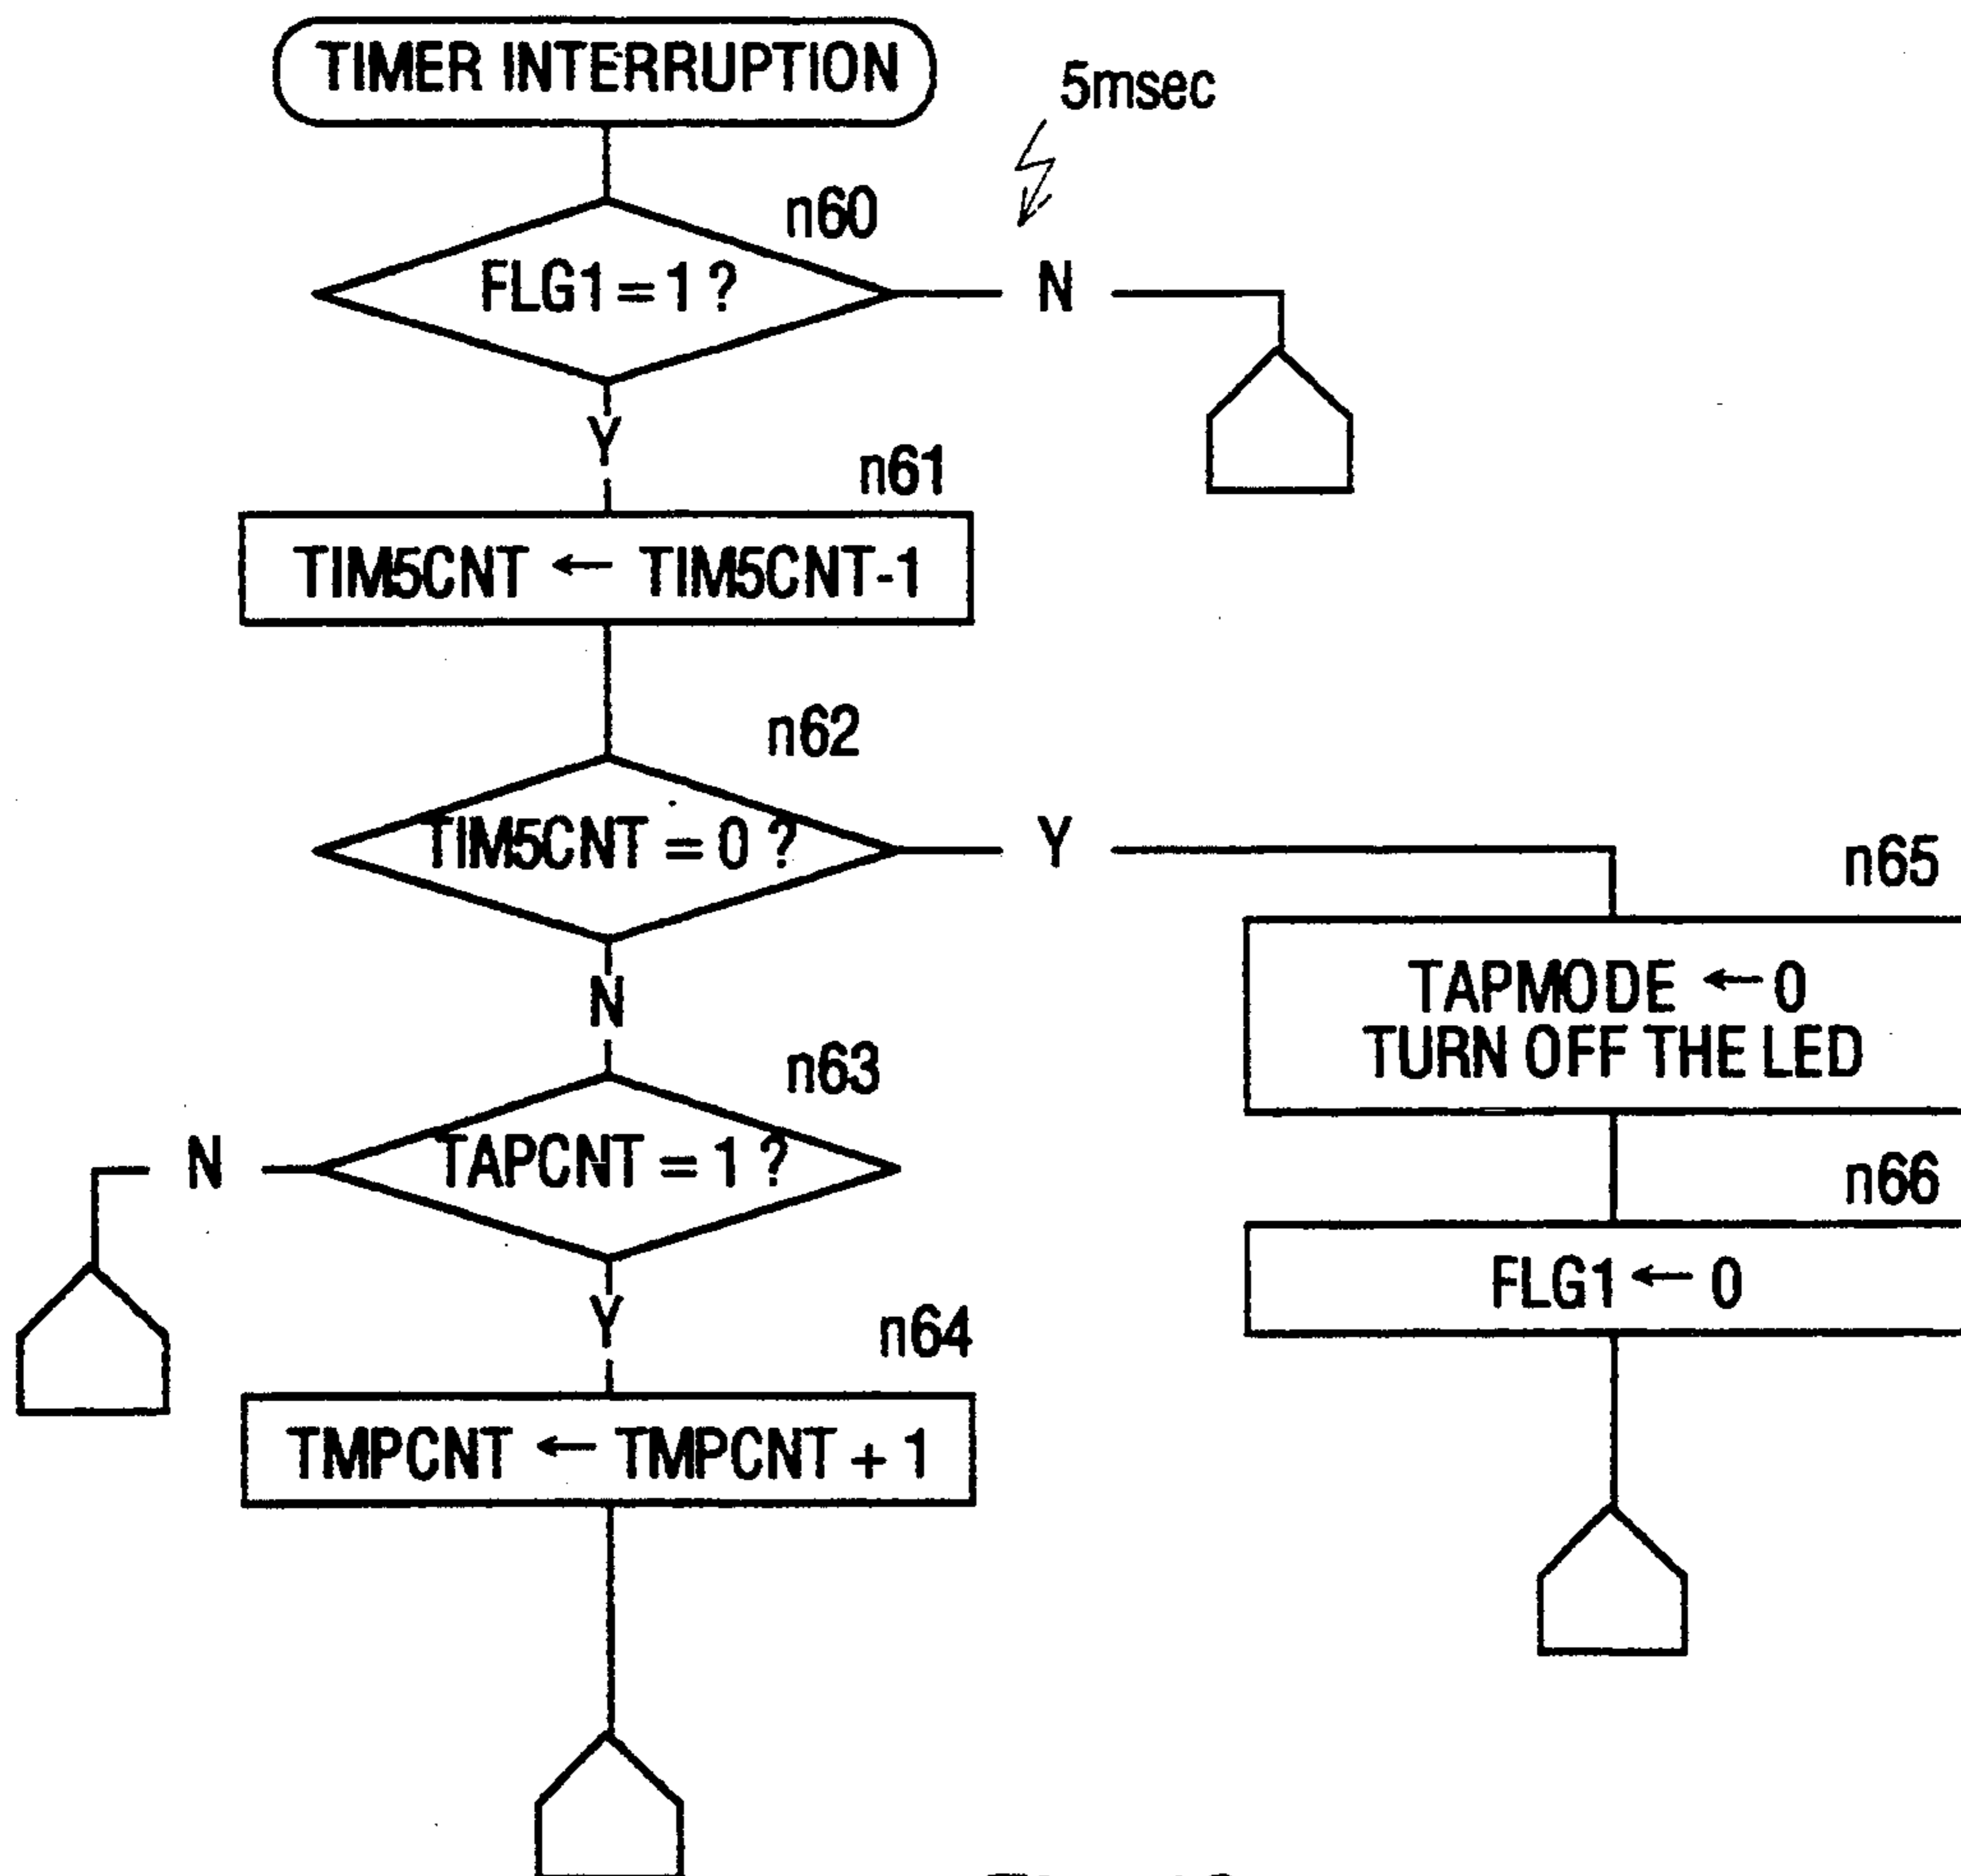 TIMER INTERRUPTION
5msec
n60
FLG1 = 1 ?
N
Y
n61
TIM5CNT ← TIM5CNT-1
n62
TIM5CNT = 0 ?
Y
n65
TAPMODE ← 0
TURN OFF THE LED
N
n63
TAPCNT = 1 ?
N
n66
FLG1 ← 0
Y
n64
TMPCNT ← TMPCNT + 1